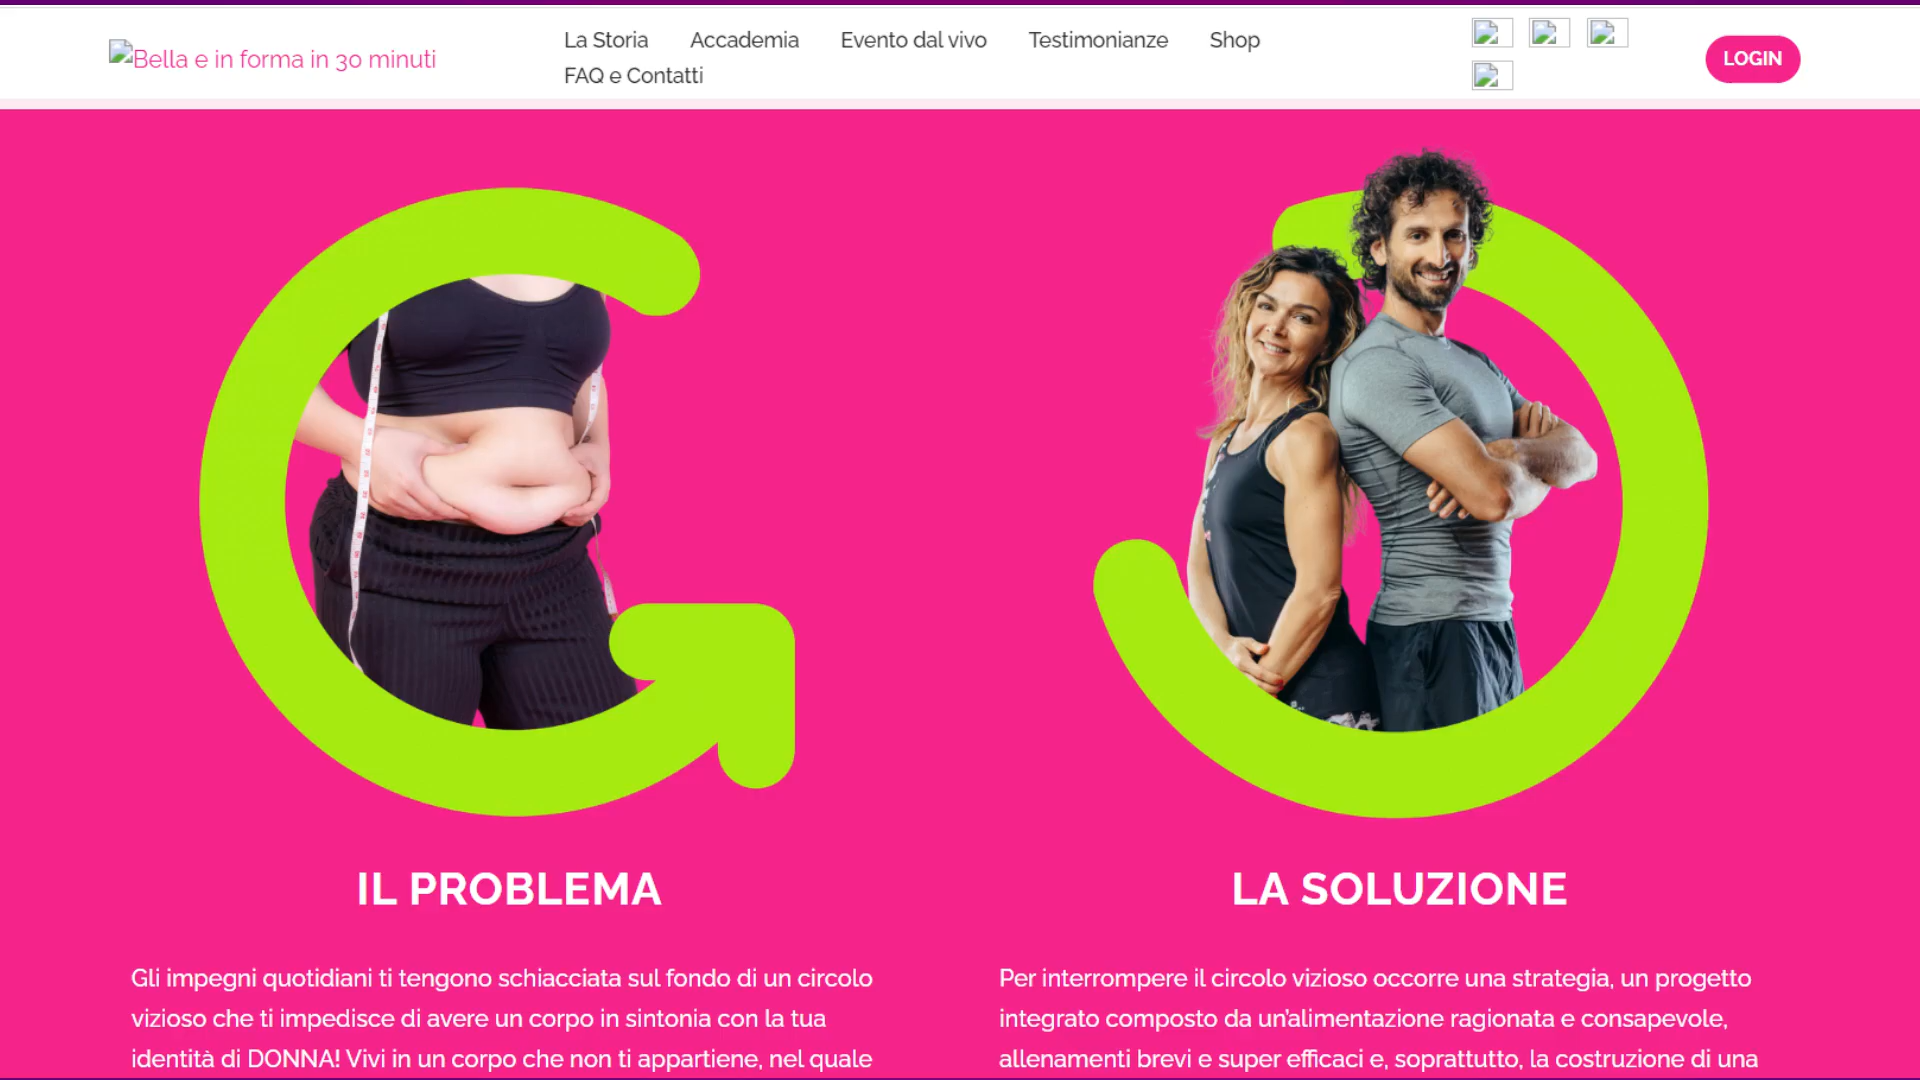 Bella e in forma in 30 minuti
La Storia
Accademia
Evento dal vivo
Testimonianze
Shop
FAQ e Contatti
LOGIN
IL PROBLEMA
Gli impegni quotidiani ti tengono schiacciata sul fondo di un circolo
vizioso che ti impedisce di avere un corpo in sintonia con la tua
identità di DONNA! Vivi in un corpo che non ti appartiene, nel quale
LA SOLUZIONE
Per interrompere il circolo vizioso occorre una strategia, un progetto
integrato composto da un'alimentazione ragionata e consapevole,
allenamenti brevi e super efficaci e, soprattutto, la costruzione di una